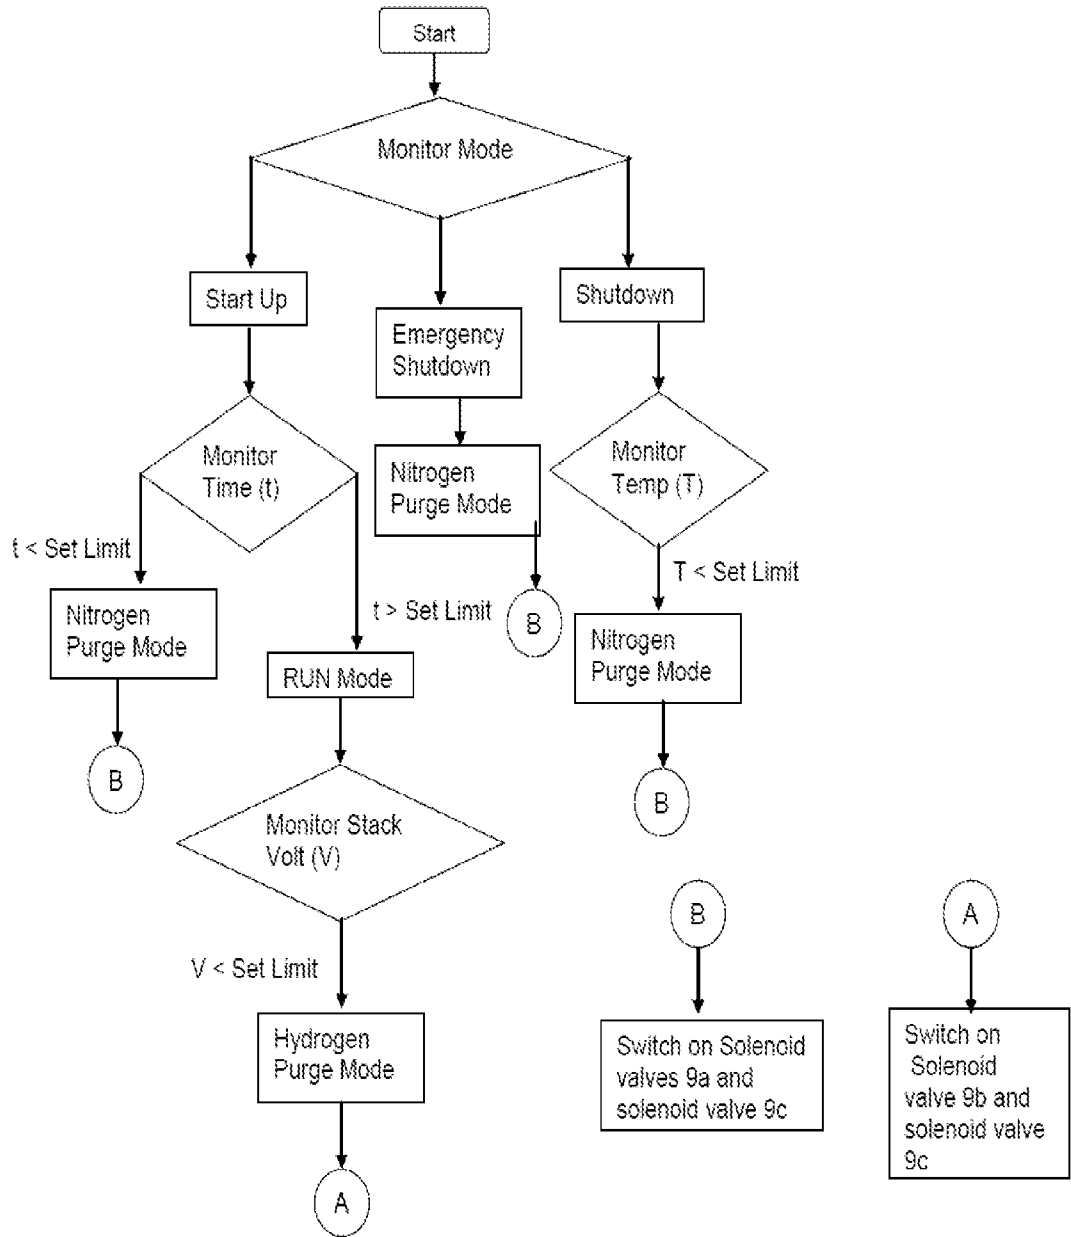 Start
Monitor Mode
Start Up
Emergency
Shutdown
Shutdown
Monitor
Time (t)
Nitrogen
Purge Mode
Monitor
Temp (T)
t < Set Limit
t > Set Limit
T < Set Limit
Nitrogen
Purge Mode
B
Nitrogen
Purge Mode
RUN Mode
B
B
Monitor Stack
Volt (V)
V < Set Limit
Hydrogen
Purge Mode
A
B
Switch on Solenoid
valves 9a and
solenoid valve 9c
A
Switch on
Solenoid
valve 9b and
solenoid valve
9c